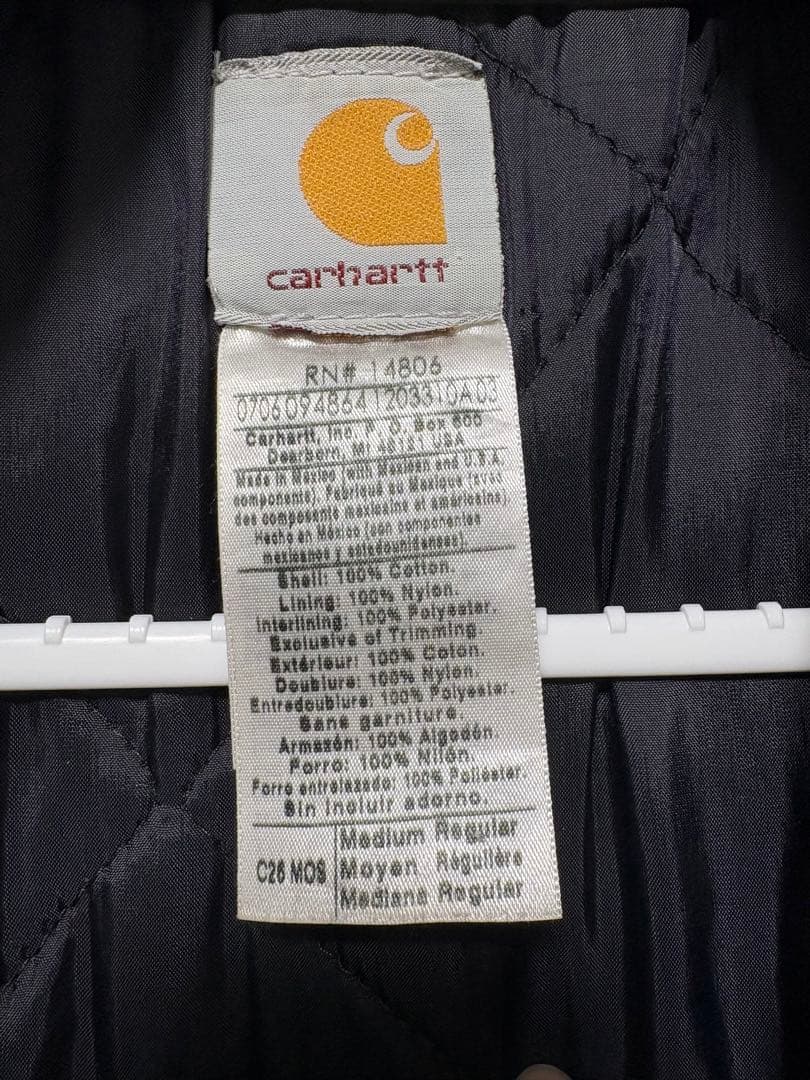 carhartt
RN# 14806
0706094864 1203310A03
Carhartt, Inc. P. O. Box 600
Dearborn, MI 48121 USA
Made in Mexico (with Mexican and U.S.A.
components). Fabriqué au Mexique (avec
des composants mexicains et américains).
Hecho en México (con componentes
mexicanos y estadounidenses).
Shell: 100% Cotton.
Lining: 100% Nylon.
Interlining: 100% Polyester.
Exclusive of Trimming.
Extérieur: 100% Coton.
Doublure: 100% Nylon.
Entredoublure: 100% Polyester.
Sans garniture.
Armazón: 100% Algodón.
Forro: 100% Nilón.
Forro entrelazado: 100% Poliéster.
Sin incluir adorno.
C26 MOS
Medium Regular
Moyen Régulière
Mediana Regular